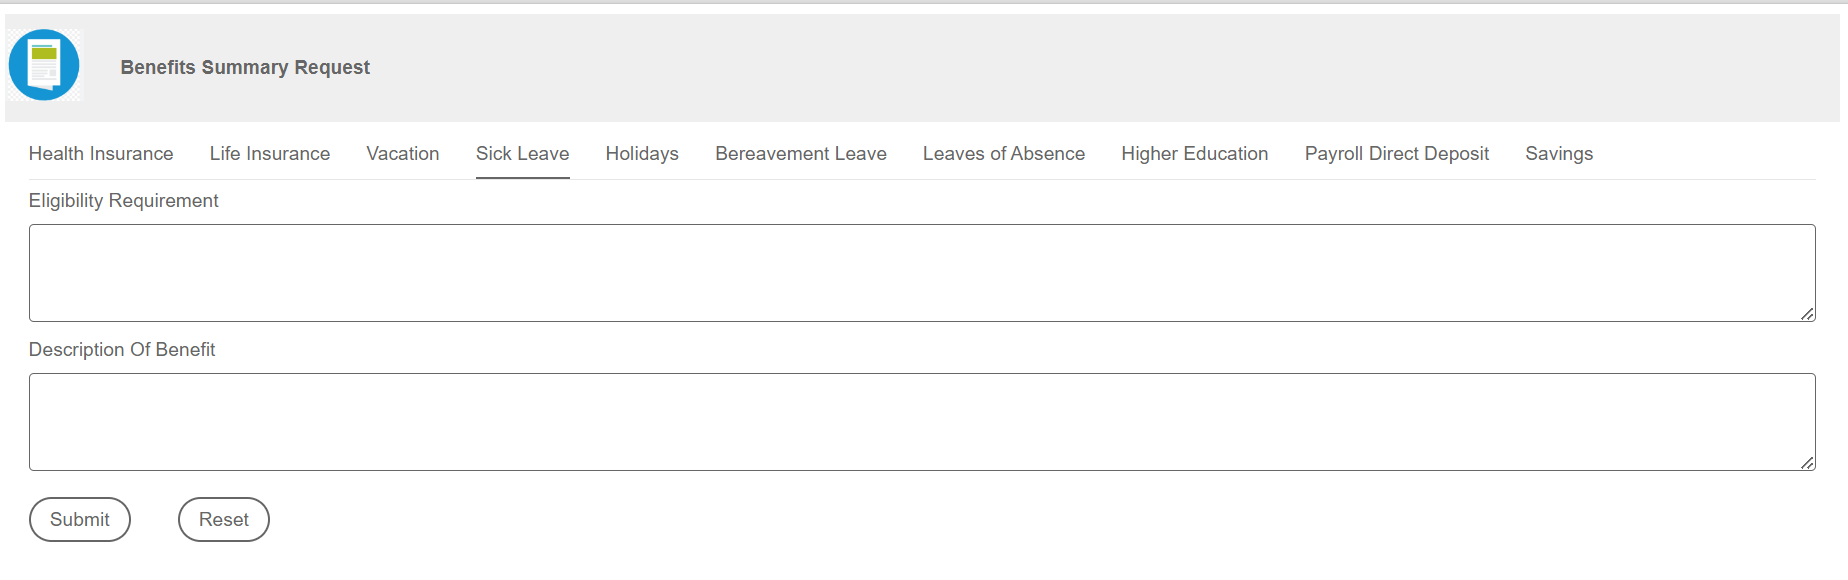 Benefits Summary Request
Health Insurance Life Insurance Vacation Sick Leave Holidays Bereavement Leave Leaves of Absence Higher Education Payroll Direct Deposit Savings
Eligibility Requirement
Description Of Benefit
Submit Reset